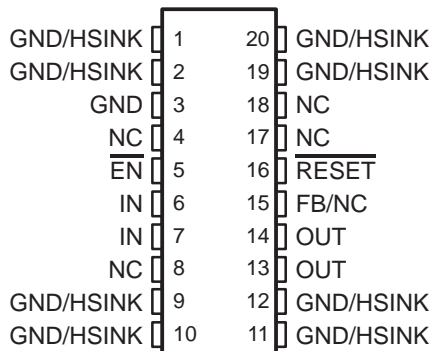 GND/HSINK 1 20 GND/HSINK
GND/HSINK 2 19 GND/HSINK
GND 3 18 NC
NC 4 17 NC
EN 5 16 RESET
IN 6 15 FB/NC
IN 7 14 OUT
NC 8 13 OUT
GND/HSINK 9 12 GND/HSINK
GND/HSINK 10 11 GND/HSINK